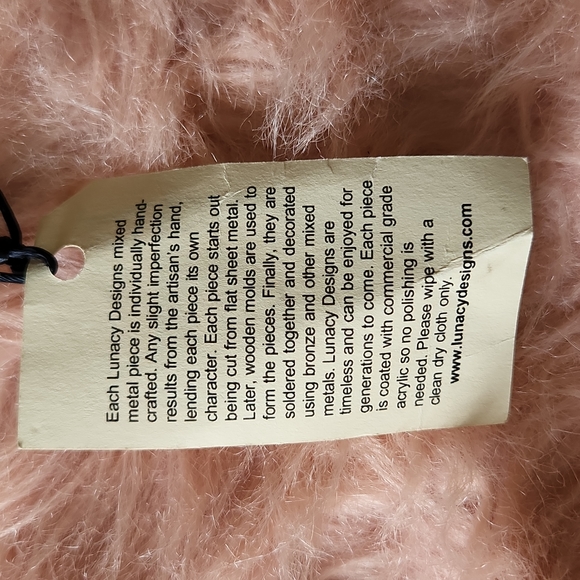 Each Lunacy Designs mixed
metal piece is individually hand-
crafted. Any slight imperfection
results from the artisan's hand,
lending each piece its own
character. Each piece starts out
being cut from flat sheet metal.
Later, wooden molds are used to
form the pieces. Finally, they are
soldered together and decorated
using bronze and other mixed
metals. Lunacy Designs are
timeless and can be enjoyed for
generations to come. Each piece
is coated with commercial grade
acrylic so no polishing is
needed. Please wipe with a
clean dry cloth only.
www.lunacydesigns.com